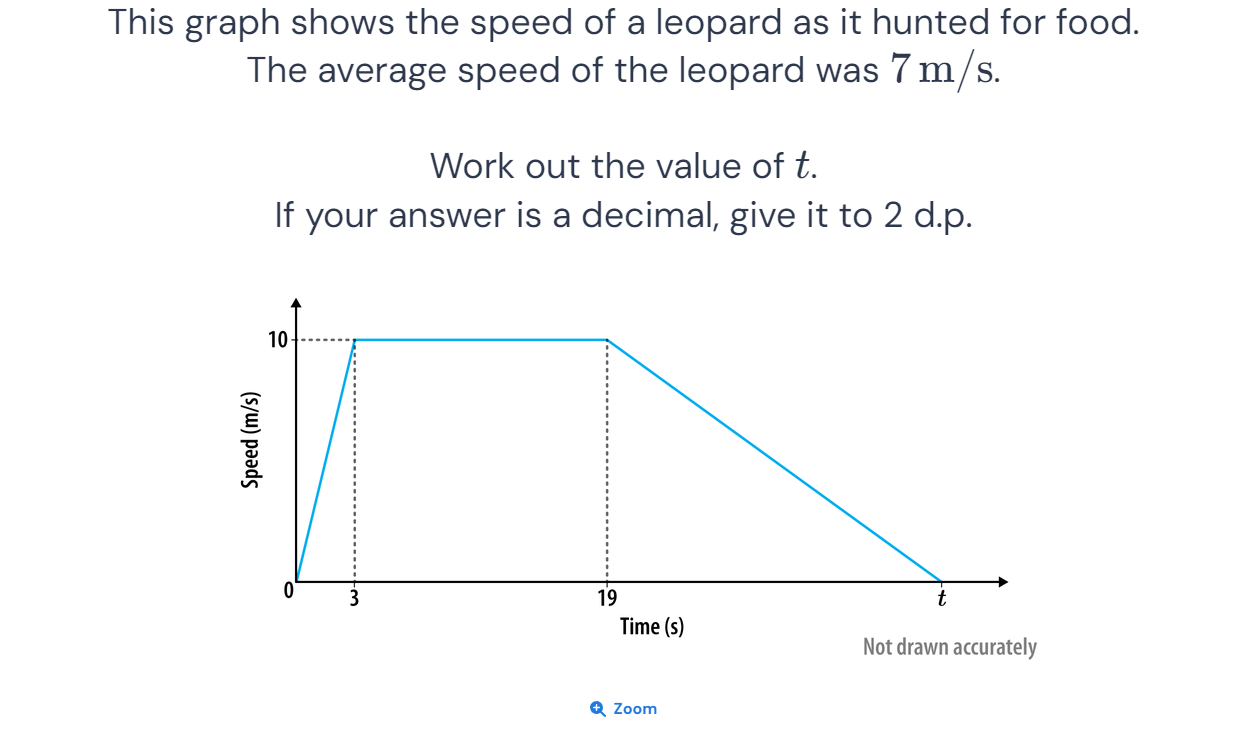 This graph shows the speed of a leopard as it hunted for food.
The average speed of the leopard was 7 m/s.
Work out the value of t.
If your answer is a decimal, give it to 2 d.p.
10
Speed (m/s)
0
3
19
t
Time (s)
Not drawn accurately
Zoom